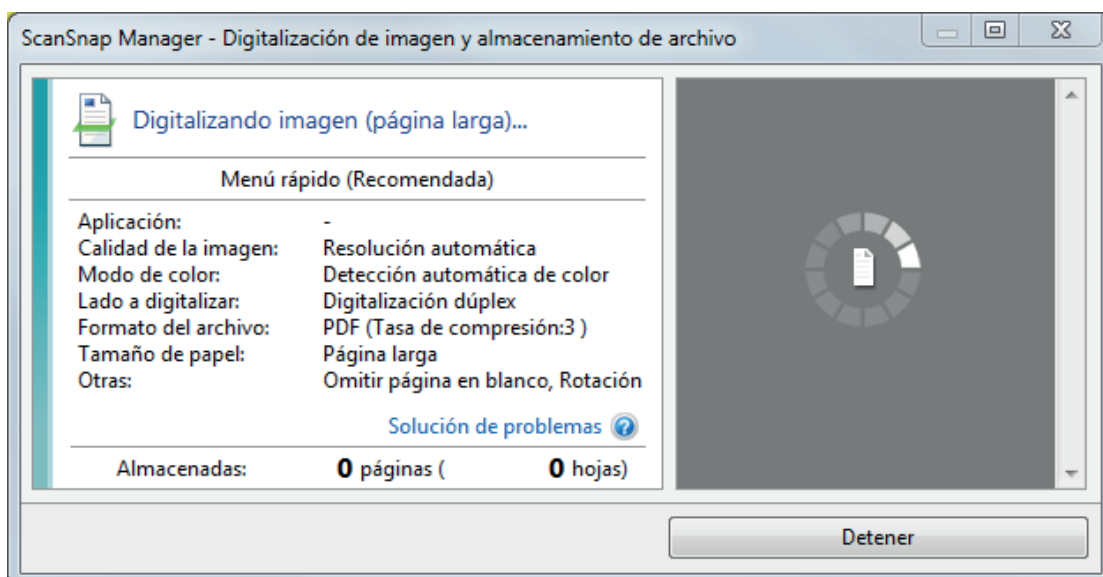 ScanSnap Manager - Digitalización de imagen y almacenamiento de archivo
Digitalizando imagen (página larga)...
Menú rápido (Recomendada)
Aplicación: -
Calidad de la imagen: Resolución automática
Modo de color: Detección automática de color
Lado a digitalizar: Digitalización dúplex
Formato del archivo: PDF (Tasa de compresión:3 )
Tamaño de papel: Página larga
Otras: Omitir página en blanco, Rotación
Solución de problemas ?
Almacenadas: 0 páginas ( 0 hojas)
Detener